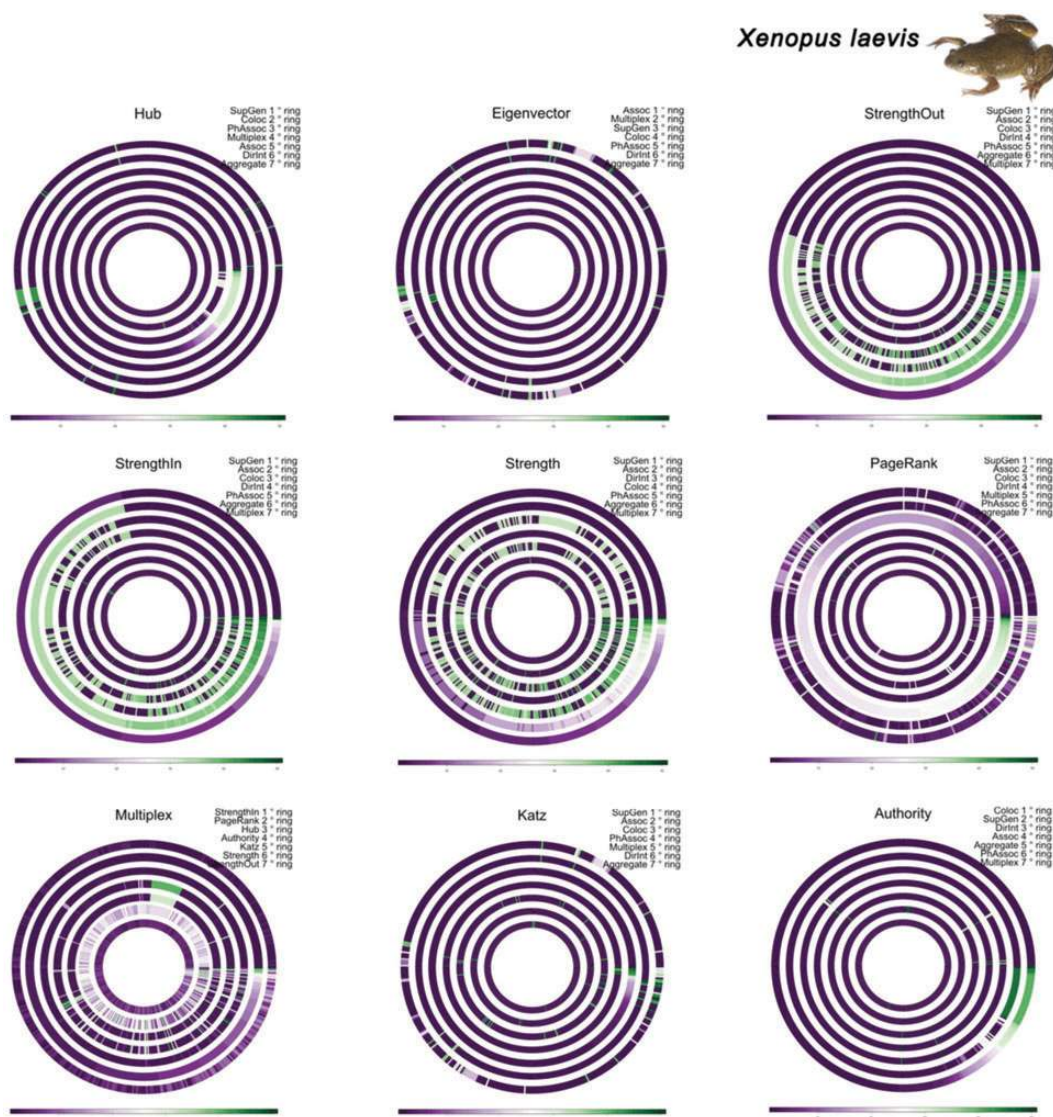 Xenopus laevis
Hub
SupGen 1 ° ring
Coloc 2 ° ring
PhAssoc 3 ° ring
Multiplex 4 ° ring
Assoc 5 ° ring
DirInt 6 ° ring
Aggregate 7 ° ring
Eigenvector
Assoc 1 ° ring
Multiplex 2 ° ring
SupGen 3 ° ring
Coloc 4 ° ring
PhAssoc 5 ° ring
DirInt 6 ° ring
Aggregate 7 ° ring
StrengthOut
SupGen 1 ° ring
Assoc 2 ° ring
Coloc 3 ° ring
DirInt 4 ° ring
PhAssoc 5 ° ring
Aggregate 6 ° ring
Multiplex 7 ° ring
StrengthIn
SupGen 1 ° ring
Assoc 2 ° ring
Coloc 3 ° ring
DirInt 4 ° ring
PhAssoc 5 ° ring
Aggregate 6 ° ring
Multiplex 7 ° ring
Strength
SupGen 1 ° ring
Assoc 2 ° ring
DirInt 3 ° ring
Coloc 4 ° ring
PhAssoc 5 ° ring
Aggregate 6 ° ring
Multiplex 7 ° ring
PageRank
SupGen 1 ° ring
Assoc 2 ° ring
Coloc 3 ° ring
DirInt 4 ° ring
Multiplex 5 ° ring
PhAssoc 6 ° ring
Aggregate 7 ° ring
Multiplex
StrengthIn 1 ° ring
PageRank 2 ° ring
Hub 3 ° ring
Authority 4 ° ring
Katz 5 ° ring
Strength 6 ° ring
trengthOut 7 ° ring
Katz
SupGen 1 ° ring
Assoc 2 ° ring
Coloc 3 ° ring
PhAssoc 4 ° ring
Multiplex 5 ° ring
DirInt 6 ° ring
Aggregate 7 ° ring
Authority
Coloc 1 ° ring
SupGen 2 ° ring
DirInt 3 ° ring
Assoc 4 ° ring
Aggregate 5 ° ring
PhAssoc 6 ° ring
Multiplex 7 ° ring